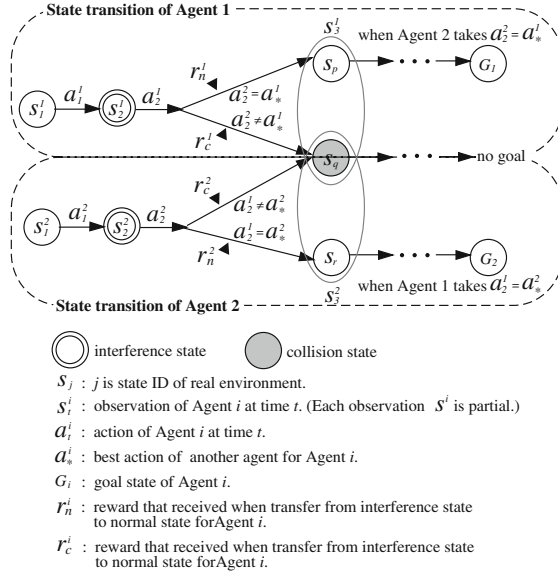 State transition of Agent 1
s_3^1
when Agent 2 takes a_2^2 = a_*^1
r_n^1
s_p
G_1
a_2^2 = a_*^1
s_1^1
a_1^1
s_2^1
a_2^1
a_2^2 ≠ a_*^1
r_c^1
s_q
no goal
r_c^2
a_2^1 ≠ a_*^2
s_1^2
a_1^2
s_2^2
a_2^2
a_2^1 = a_*^2
r_n^2
s_r
G_2
s_3^2
when Agent 1 takes a_2^1 = a_*^2
State transition of Agent 2
interference state
collision state
s_j : j is state ID of real environment.
s_t^i : observation of Agent i at time t. (Each observation s^i is partial.)
a_t^i : action of Agent i at time t.
a_*^i : best action of another agent for Agent i.
G_i : goal state of Agent i.
r_n^i : reward that received when transfer from interference state
to normal state forAgent i.
r_c^i : reward that received when transfer from interference state
to normal state forAgent i.